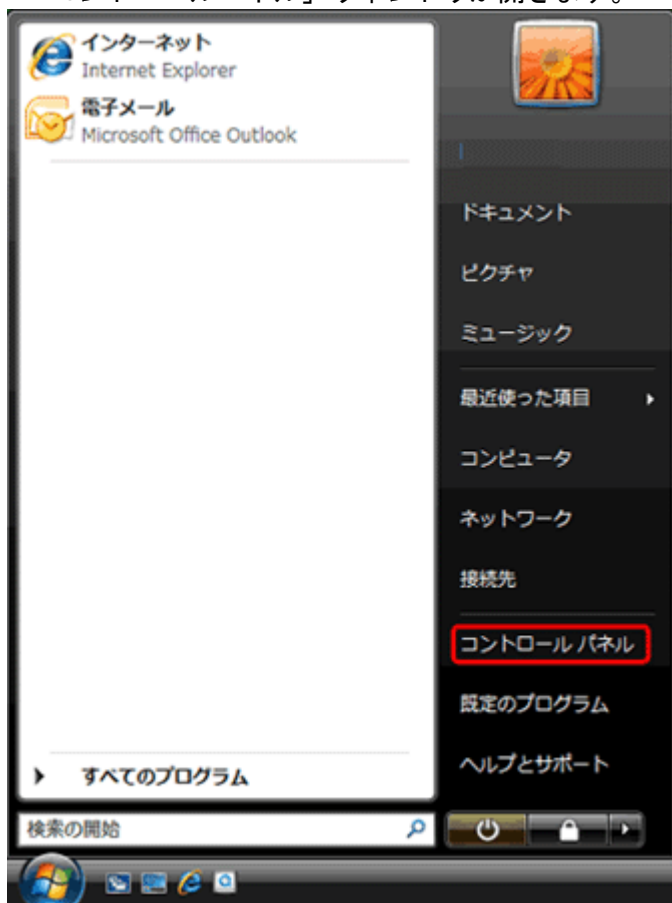 インターネット
Internet Explorer
電子メール
Microsoft Office Outlook
ドキュメント
ピクチャ
ミュージック
最近使った項目
コンピュータ
ネットワーク
接続先
コントロール パネル
既定のプログラム
ヘルプとサポート
すべてのプログラム
検索の開始